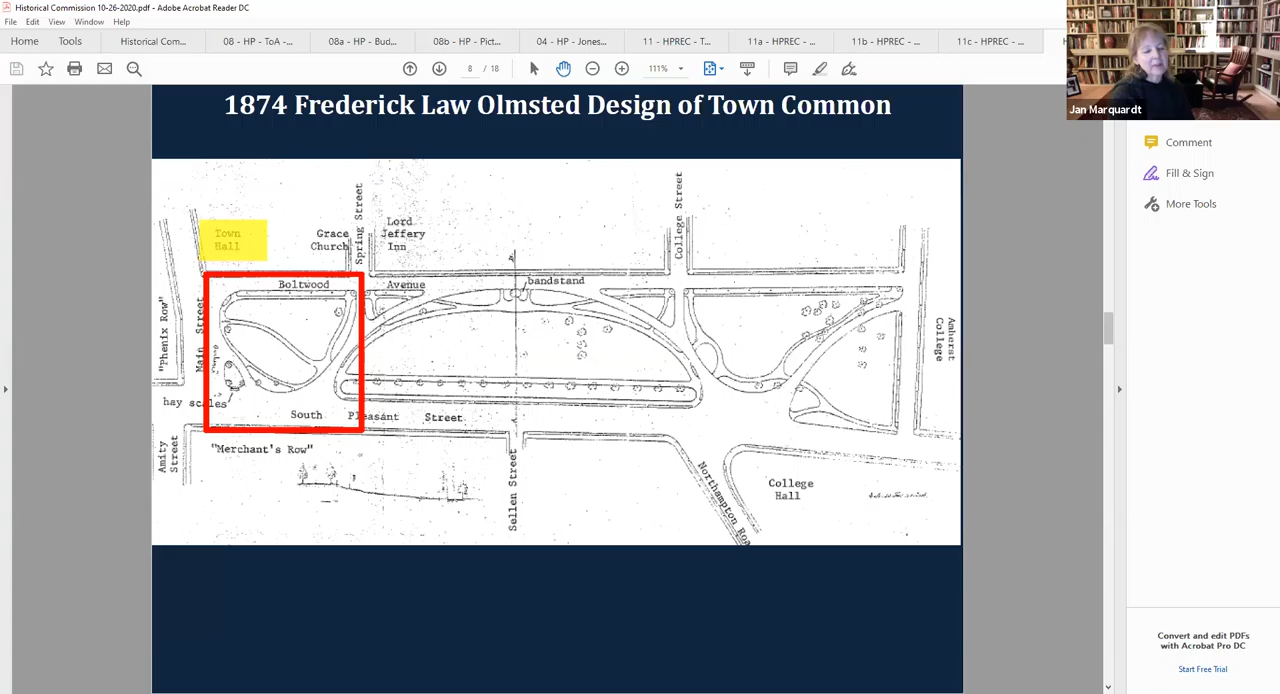 Historical Commission 10-26-2020.pdf - Adobe Acrobat Reader DC
File Edit View Window Help
Home Tools Historical Com... 08 - HP - ToA -... 08a - HP - Bud... 08b - HP - Pict... 04 - HP - Jones... 11 - HPREC - T... 11a - HPREC - ... 11b - HPREC - ... 11c - HPREC - ...
8 / 18 111%
Jan Marquardt
Comment
Fill & Sign
More Tools
1874 Frederick Law Olmsted Design of Town Common
Town
Hall
Grace
Church
Spring Street
Lord
Jeffery
Inn
College Street
Boltwood Avenue
bandstand
"Phenix Row"
Main Street
Amherst
College
hay scales
South Pleasant Street
Amity
Street
"Merchant's Row"
Sellen Street
Northampton Roa
College
Hall
Convert and edit PDFs
with Acrobat Pro DC
Start Free Trial